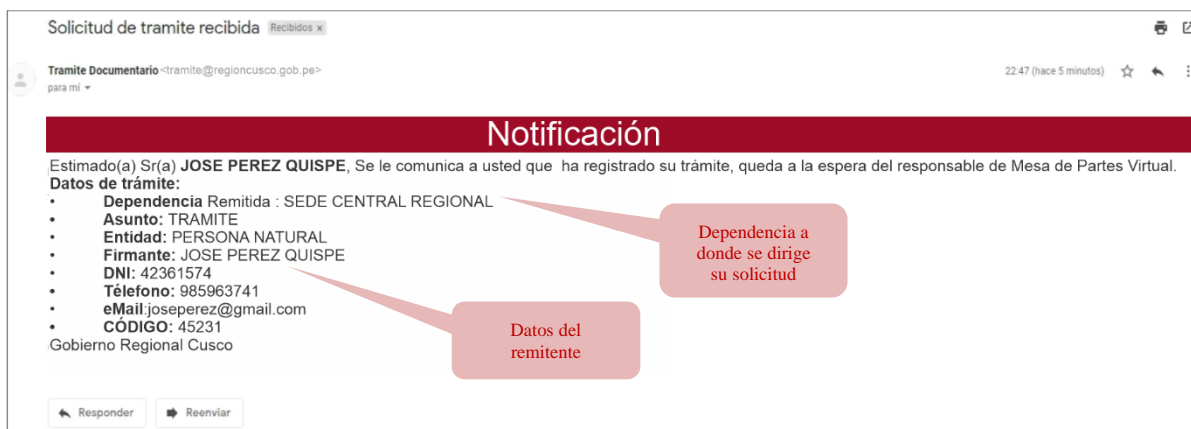 Solicitud de tramite recibida Recibidos x
Tramite Documentario <tramite@regioncusco.gob.pe>
22:47 (hace 5 minutos)
para mí
Notificación
Estimado(a) Sr(a) JOSE PEREZ QUISPE, Se le comunica a usted que ha registrado su trámite, queda a la espera del responsable de Mesa de Partes Virtual.
Datos de trámite:
• Dependencia Remitida : SEDE CENTRAL REGIONAL
• Asunto: TRAMITE
• Entidad: PERSONA NATURAL
• Firmante: JOSE PEREZ QUISPE
• DNI: 42361574
• Télefono: 985963741
• eMail:joseperez@gmail.com
• CÓDIGO: 45231
Gobierno Regional Cusco
Dependencia a
donde se dirige
su solicitud
Datos del
remitente
Responder
Reenviar